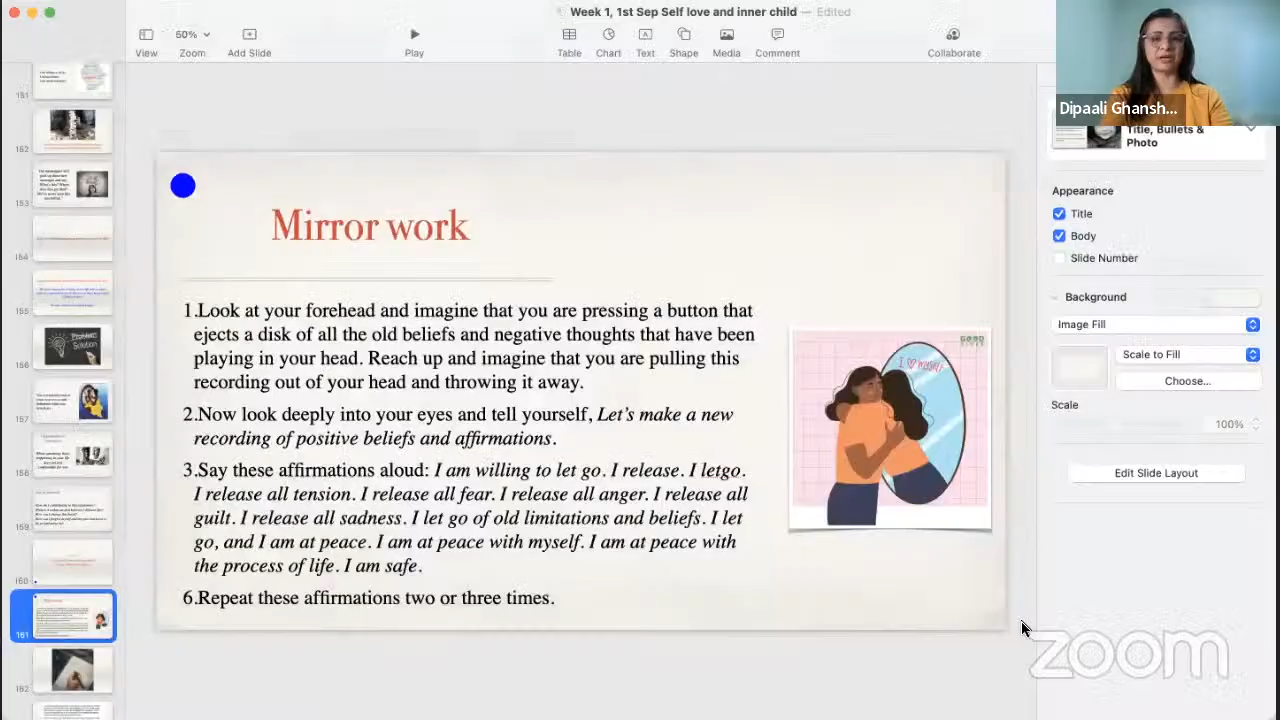 Week 1, 1st Sep Self love and inner child — Edited
50%
View
Zoom
Add Slide
Play
Table
Chart
Text
Shape
Media
Comment
Collaborate
Dipaali Ghansh...
Title, Bullets &
Photo
Appearance
Title
Body
Slide Number
Background
Image Fill
Scale to Fill
Choose...
Scale
100%
Edit Slide Layout
151
152
153
154
155
156
157
158
159
160
161
162
Mirror work
1.Look at your forehead and imagine that you are pressing a button that
ejects a disk of all the old beliefs and negative thoughts that have been
playing in your head. Reach up and imagine that you are pulling this
recording out of your head and throwing it away.
2.Now look deeply into your eyes and tell yourself, Let's make a new
recording of positive beliefs and affirmations.
3.Say these affirmations aloud: I am willing to let go. I release. I letgo.
I release all tension. I release all fear. I release all anger. I release all
guilt. I release all sadness. I let go of old limitations and beliefs. I let
go, and I am at peace. I am at peace with myself. I am at peace with
the process of life. I am safe.
6.Repeat these affirmations two or three times.
I ♡ myself
GOOD
zoom